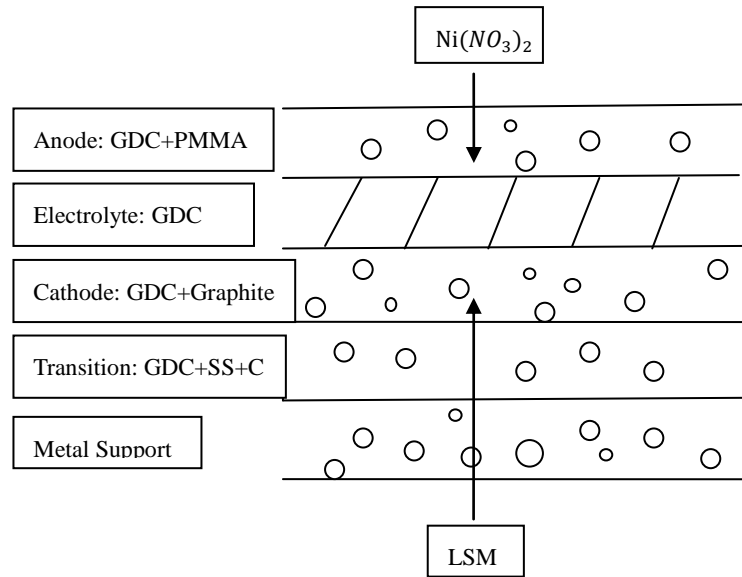 Ni(NO₃)₂
Anode: GDC+PMMA
Electrolyte: GDC
Cathode: GDC+Graphite
Transition: GDC+SS+C
Metal Support
LSM